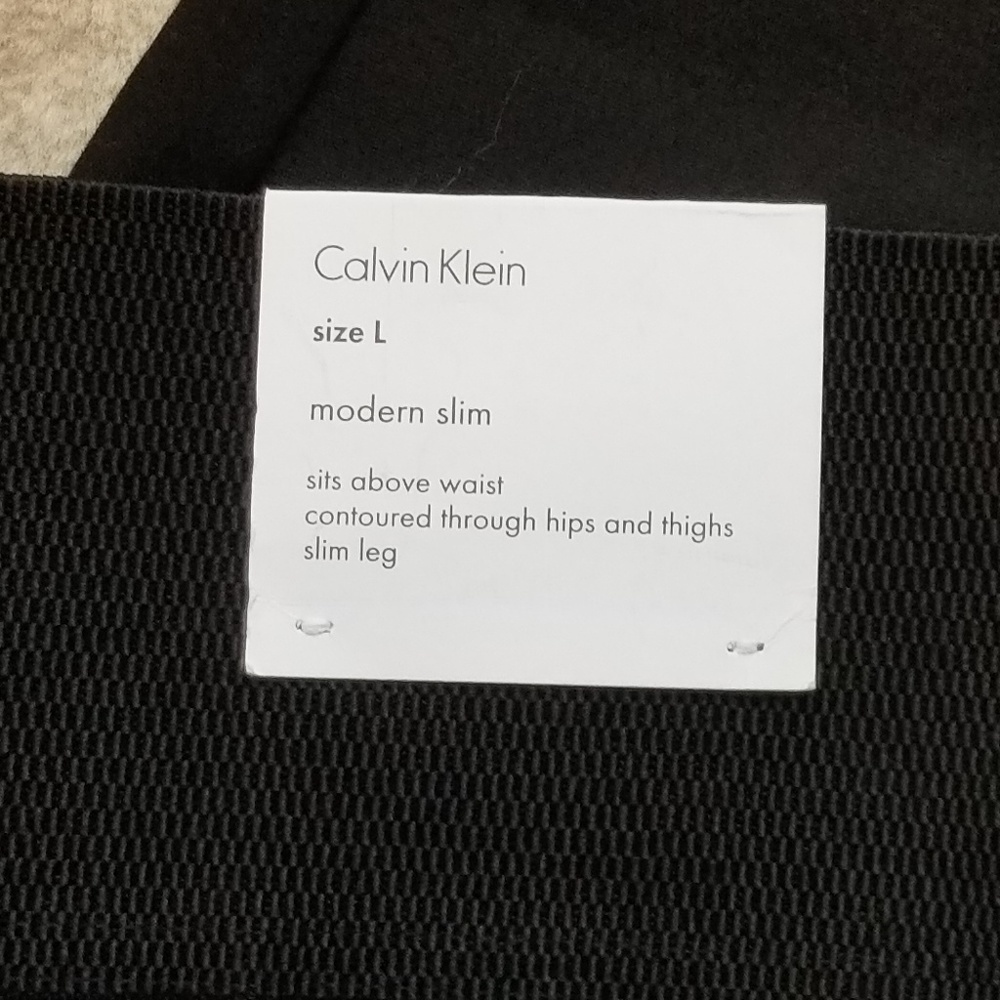 Calvin Klein
size L
modern slim
sits above waist
contoured through hips and thighs
slim leg